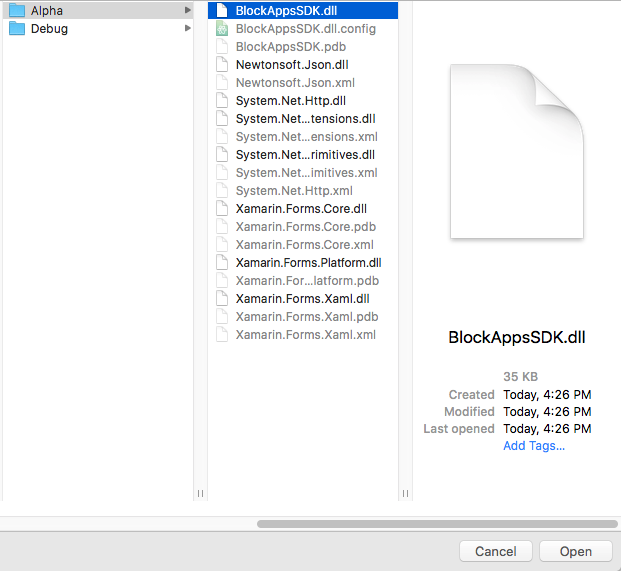 Alpha
Debug
BlockAppsSDK.dll
BlockAppsSDK.dll.config
BlockAppsSDK.pdb
Newtonsoft.Json.dll
Newtonsoft.Json.xml
System.Net.Http.dll
System.Net...tensions.dll
System.Net...ensions.xml
System.Net...rimitives.dll
System.Net...imitives.xml
System.Net.Http.xml
Xamarin.Forms.Core.dll
Xamarin.Forms.Core.pdb
Xamarin.Forms.Core.xml
Xamarin.Forms.Platform.dll
Xamarin.For...latform.pdb
Xamarin.Forms.Xaml.dll
Xamarin.Forms.Xaml.pdb
Xamarin.Forms.Xaml.xml
BlockAppsSDK.dll
35 KB
Created Today, 4:26 PM
Modified Today, 4:26 PM
Last opened Today, 4:26 PM
Add Tags...
Cancel Open